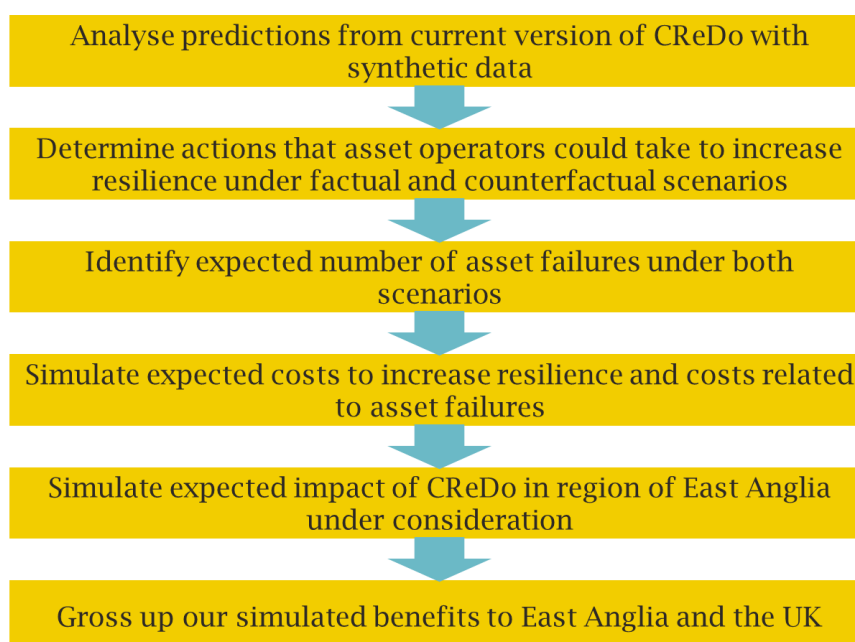 Analyse predictions from current version of CReDo with
synthetic data
Determine actions that asset operators could take to increase
resilience under factual and counterfactual scenarios
Identify expected number of asset failures under both
scenarios
Simulate expected costs to increase resilience and costs related
to asset failures
Simulate expected impact of CReDo in region of East Anglia
under consideration
Gross up our simulated benefits to East Anglia and the UK